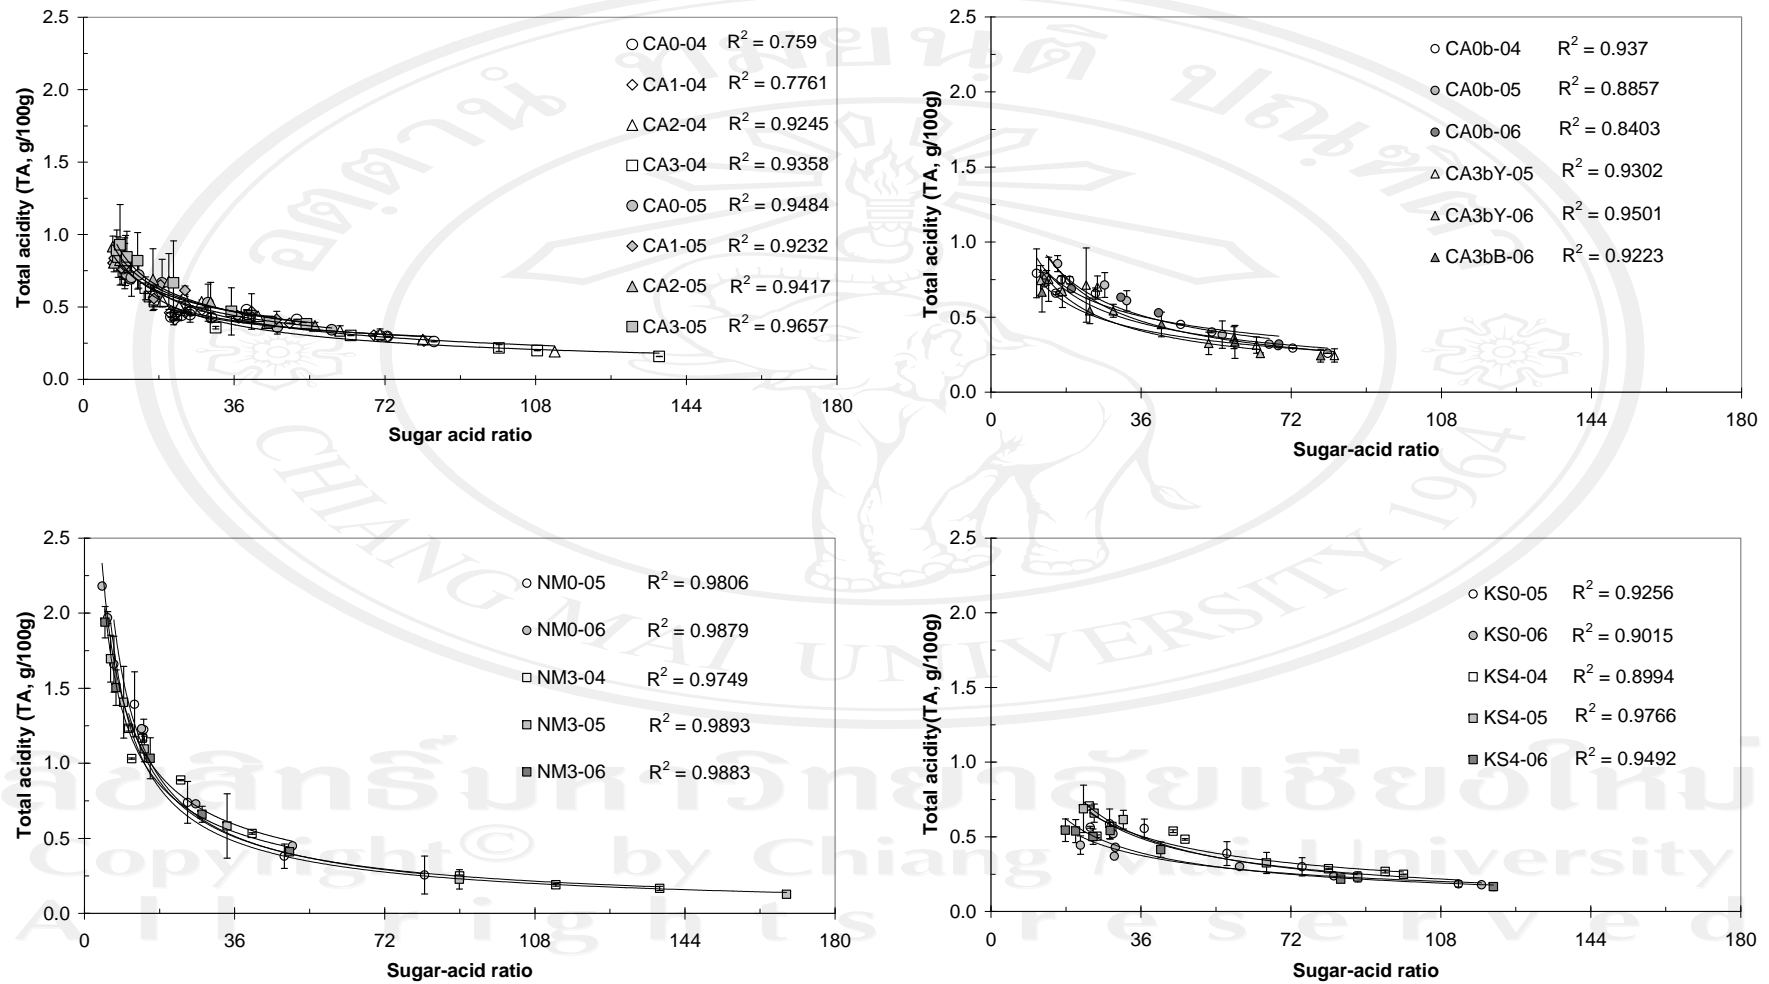 2.5
2.0
1.5
1.0
0.5
0.0
0 36 72 108 144 180
Total acidity (TA, g/100g)
Sugar acid ratio
CA0-04 R² = 0.759
CA1-04 R² = 0.7761
CA2-04 R² = 0.9245
CA3-04 R² = 0.9358
CA0-05 R² = 0.9484
CA1-05 R² = 0.9232
CA2-05 R² = 0.9417
CA3-05 R² = 0.9657
2.5
2.0
1.5
1.0
0.5
0.0
0 36 72 108 144 180
Total acidity (TA, g/100g)
Sugar-acid ratio
CA0b-04 R² = 0.937
CA0b-05 R² = 0.8857
CA0b-06 R² = 0.8403
CA3bY-05 R² = 0.9302
CA3bY-06 R² = 0.9501
CA3bB-06 R² = 0.9223
2.5
2.0
1.5
1.0
0.5
0.0
0 36 72 108 144 180
Total acidity (TA, g/100g)
Sugar-acid ratio
NM0-05 R² = 0.9806
NM0-06 R² = 0.9879
NM3-04 R² = 0.9749
NM3-05 R² = 0.9893
NM3-06 R² = 0.9883
2.5
2.0
1.5
1.0
0.5
0.0
0 36 72 108 144 180
Total acidity(TA, g/100g)
Sugar-acid ratio
KS0-05 R² = 0.9256
KS0-06 R² = 0.9015
KS4-04 R² = 0.8994
KS4-05 R² = 0.9766
KS4-06 R² = 0.9492
CHIANG MAI UNIVERSITY 1964
ลิขสิทธิ์มหาวิทยาลัยเชียงใหม่
Copyright© by Chiang Mai University
All rights reserved